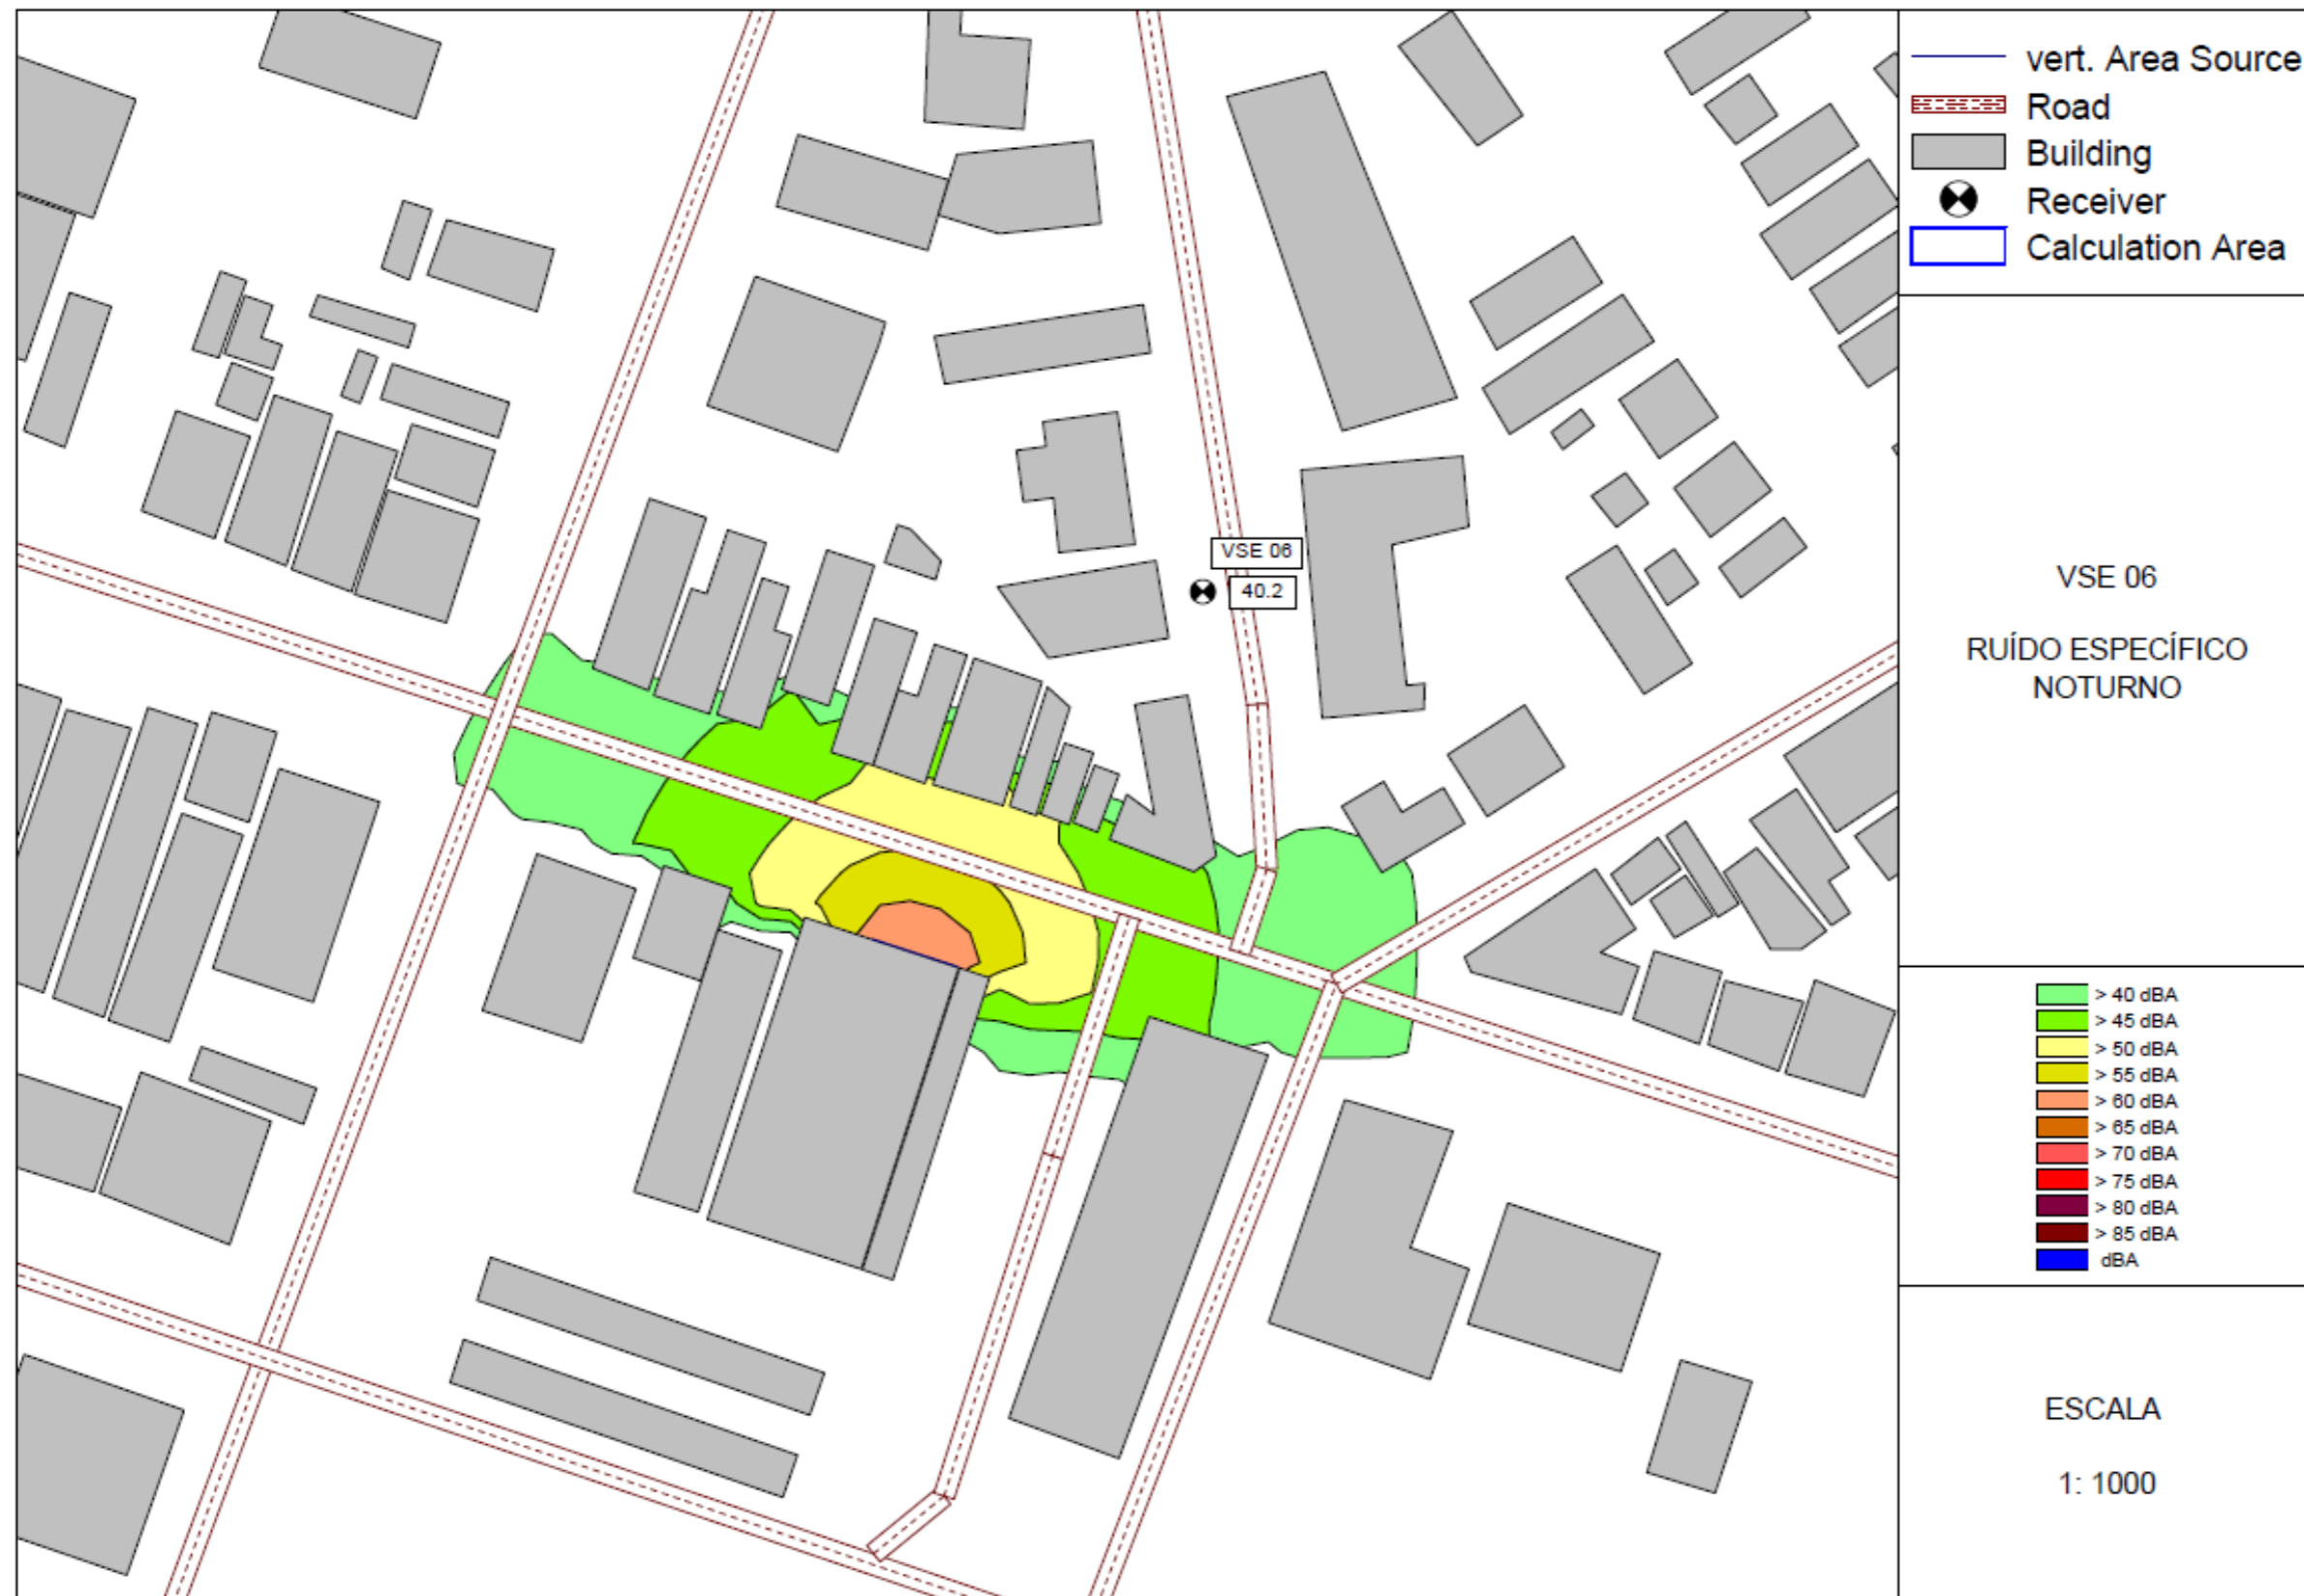 vert. Area Source
Road
Building
Receiver
Calculation Area
VSE 06
40.2
VSE 06
RUÍDO ESPECÍFICO
NOTURNO
> 40 dBA
> 45 dBA
> 50 dBA
> 55 dBA
> 60 dBA
> 65 dBA
> 70 dBA
> 75 dBA
> 80 dBA
> 85 dBA
dBA
ESCALA
1: 1000